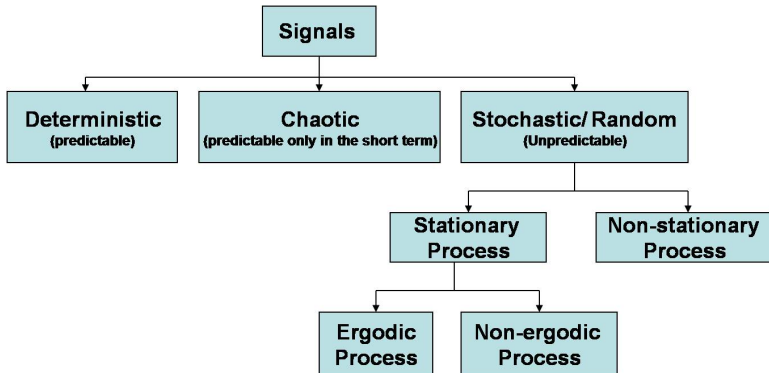 Signals
Deterministic
(predictable)
Chaotic
(predictable only in the short term)
Stochastic/ Random
(Unpredictable)
Stationary
Process
Non-stationary
Process
Ergodic
Process
Non-ergodic
Process